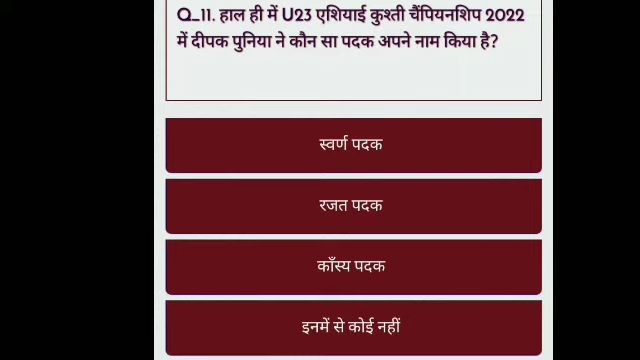 Q_11. हाल ही में U23 एशियाई कुश्ती चैंपियनशिप 2022
में दीपक पुनिया ने कौन सा पदक अपने नाम किया है?
स्वर्ण पदक
रजत पदक
काँस्य पदक
इनमें से कोई नहीं